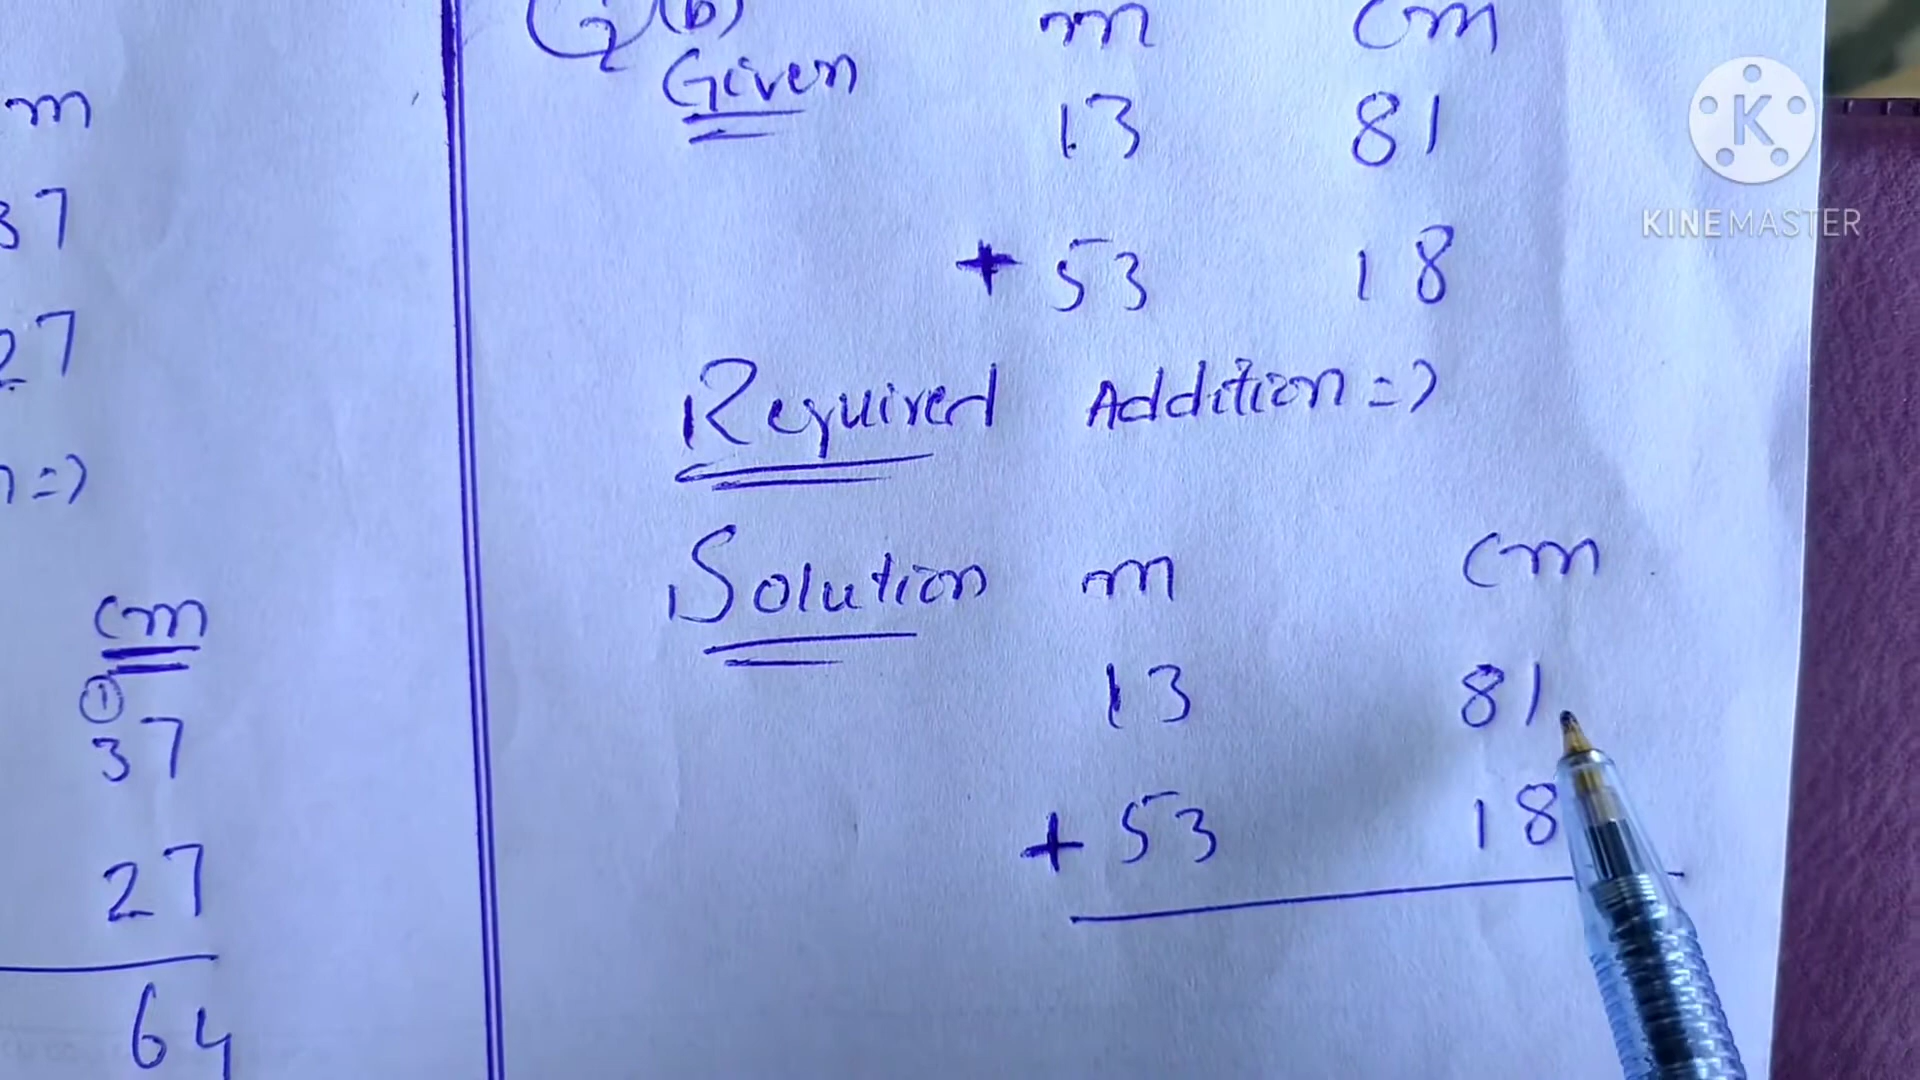 m
37
27
=>
cm
1
37
27
64
Q2 (b) m cm
Given 13 81
+ 53 18
Required Addition =>
Solution m cm
13 81
+ 53 18
K
KINEMASTER